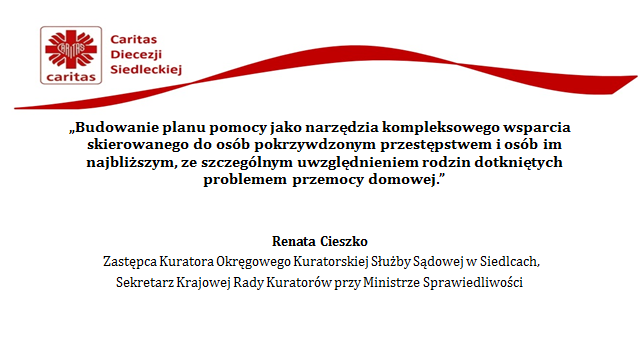 CARITAS
caritas
Caritas
Diecezji
Siedleckiej
„Budowanie planu pomocy jako narzędzia kompleksowego wsparcia
skierowanego do osób pokrzywdzonym przestępstwem i osób im
najbliższym, ze szczególnym uwzględnieniem rodzin dotkniętych
problemem przemocy domowej.”
Renata Cieszko
Zastępca Kuratora Okręgowego Kuratorskiej Służby Sądowej w Siedlcach,
Sekretarz Krajowej Rady Kuratorów przy Ministrze Sprawiedliwości